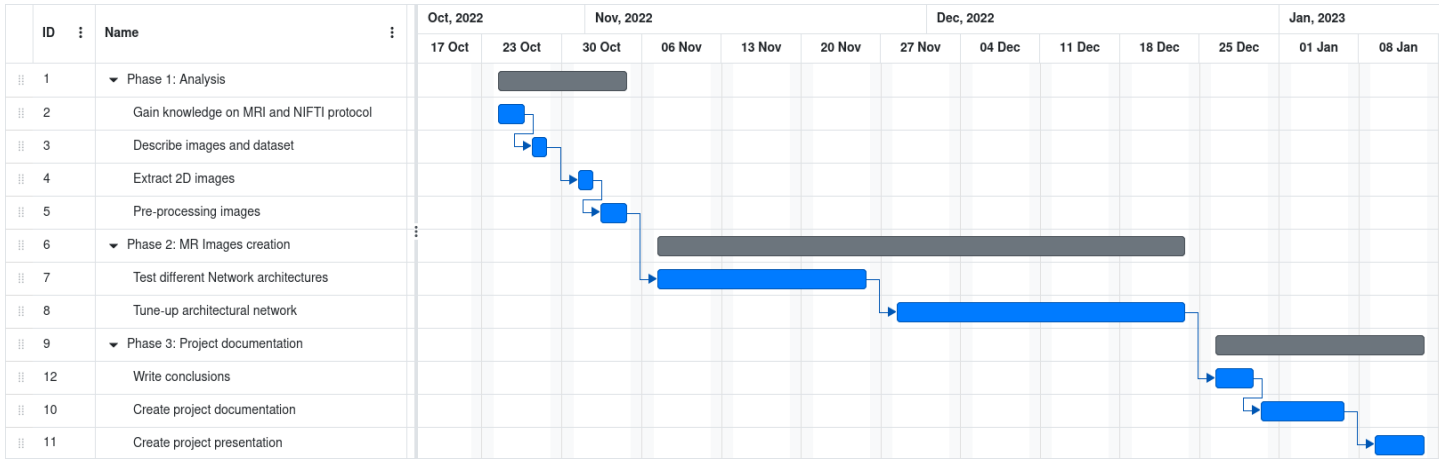 ID Name Oct, 2022 Nov, 2022 Dec, 2022 Jan, 2023
17 Oct 23 Oct 30 Oct 06 Nov 13 Nov 20 Nov 27 Nov 04 Dec 11 Dec 18 Dec 25 Dec 01 Jan 08 Jan
1 Phase 1: Analysis
2 Gain knowledge on MRI and NIFTI protocol
3 Describe images and dataset
4 Extract 2D images
5 Pre-processing images
6 Phase 2: MR Images creation
7 Test different Network architectures
8 Tune-up architectural network
9 Phase 3: Project documentation
12 Write conclusions
10 Create project documentation
11 Create project presentation